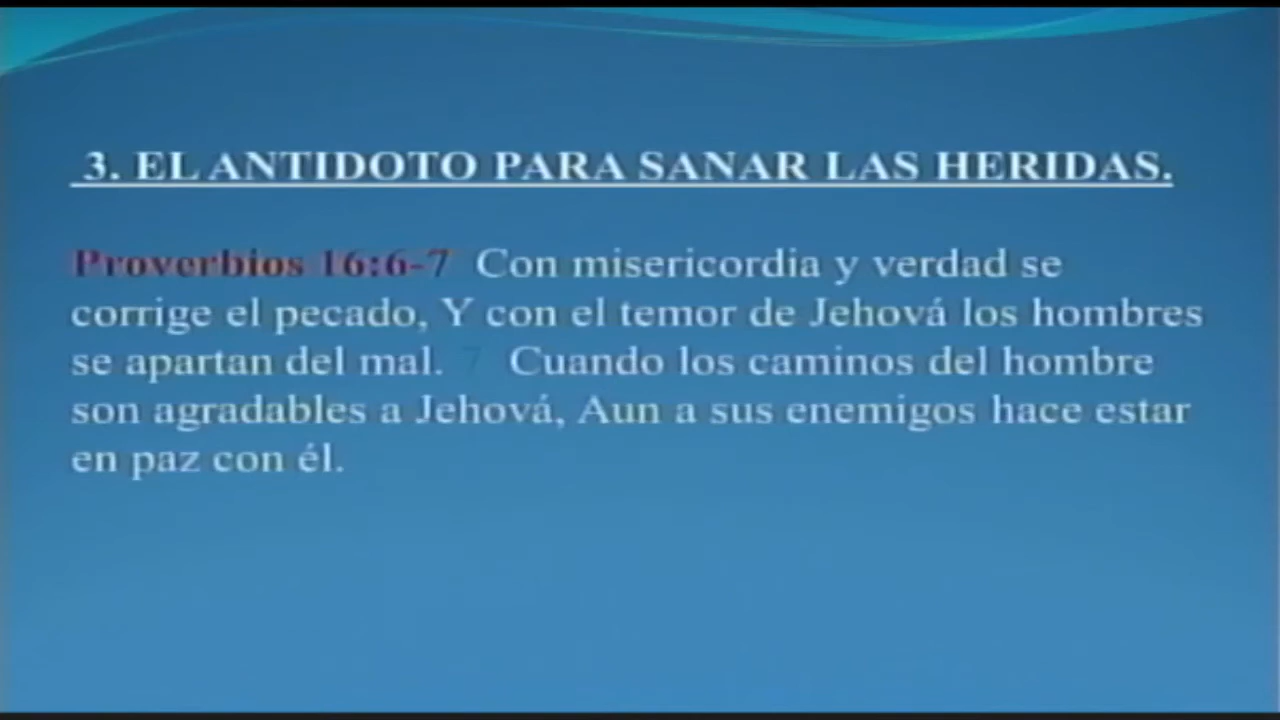 3. EL ANTIDOTO PARA SANAR LAS HERIDAS.
Proverbios 16:6-7 Con misericordia y verdad se
corrige el pecado, Y con el temor de Jehová los hombres
se apartan del mal. 7 Cuando los caminos del hombre
son agradables a Jehová, Aun a sus enemigos hace estar
en paz con él.